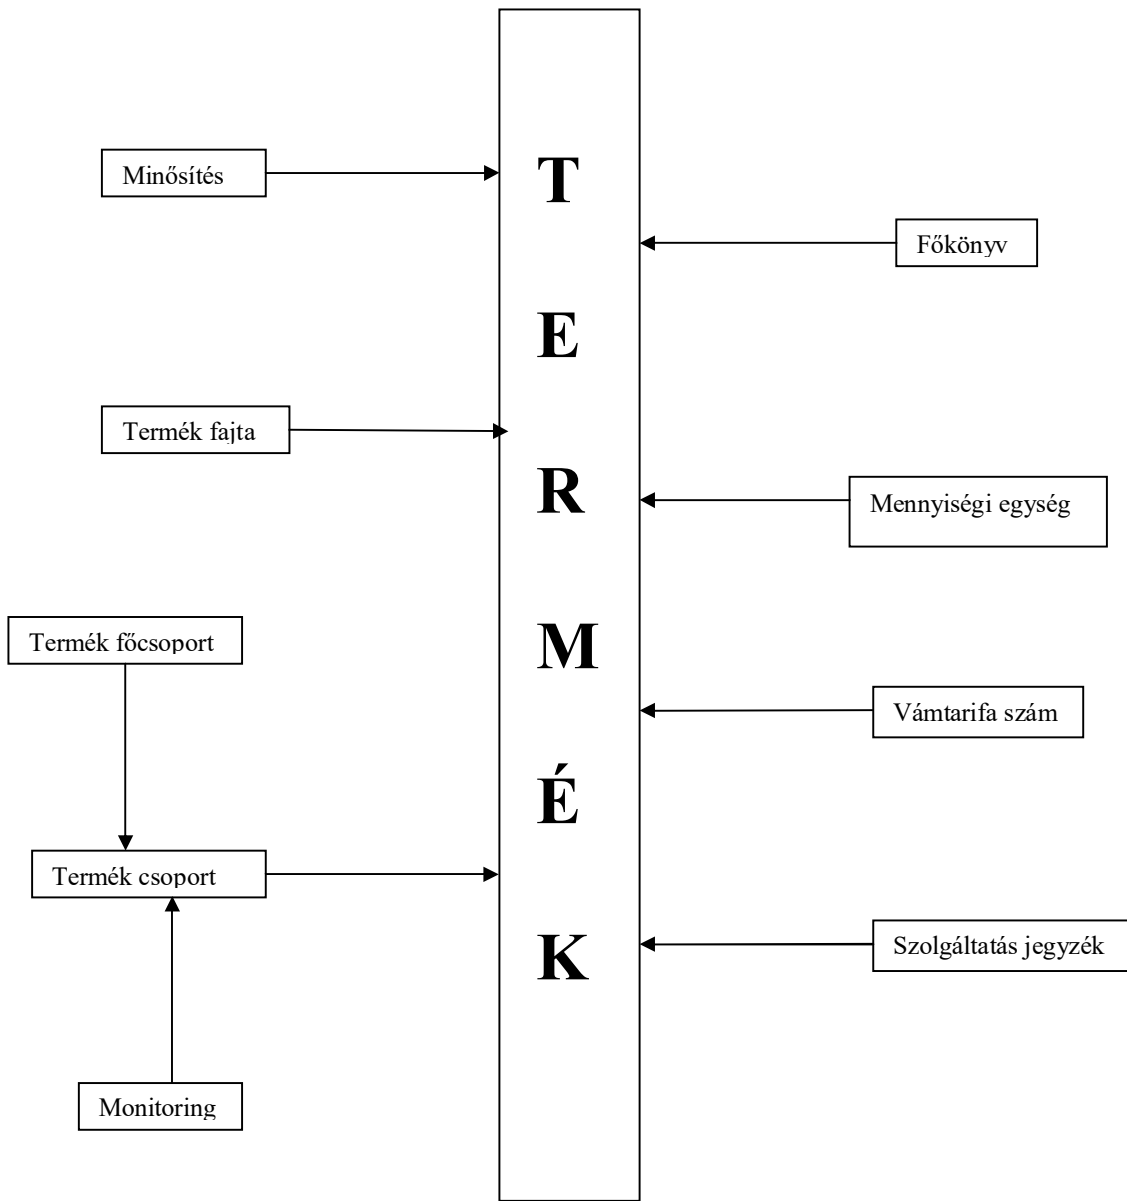 Minősítés
Termék fajta
Termék főcsoport
Termék csoport
Monitoring
T
E
R
M
É
K
Főkönyv
Mennyiségi egység
Vámtarifa szám
Szolgáltatás jegyzék